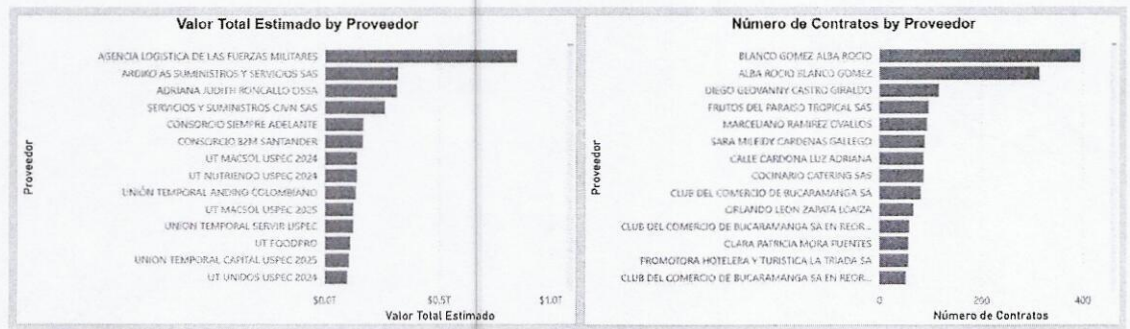 Valor Total Estimado by Proveedor
Proveedor
AGENCIA LOGISTICA DE LAS FUERZAS MILITARES
ARDIKO AS SUMINISTROS Y SERVICIOS SAS
ADRIANA JUDITH RONCALLO OSSA
SERVICIOS Y SUMINISTROS CIVN SAS
CONSORCIO SIEMPRE ADELANTE
CONSORCIO B2M SANTANDER
UT MACSOL USPEC 2024
UT NUTRIENDO USPEC 2024
UNIÓN TEMPORAL ANDINO COLOMBIANO
UT MACSOL USPEC 2025
UNION TEMPORAL SERVIR USPEC
UT FOODPRO
UNION TEMPORAL CAPITAL USPEC 2025
UT UNIDOS USPEC 2024
$0.0T $0.5T $1.0T
Valor Total Estimado
Número de Contratos by Proveedor
Proveedor
BLANCO GOMEZ ALBA ROCIO
ALBA ROCIO BLANCO GOMEZ
DIEGO GEOVANNY CASTRO GIRALDO
FRUTOS DEL PARAISO TROPICAL SAS
MARCELIANO RAMIREZ OVALLOS
SARA MILEIDY CARDENAS GALLEGO
CALLE CARDONA LUZ ADRIANA
COCINARIO CATERING SAS
CLUB DEL COMERCIO DE BUCARAMANGA SA
ORLANDO LEON ZAPATA LOAIZA
CLUB DEL COMERCIO DE BUCARAMANGA SA EN REOR...
CLARA PATRICIA MORA FUENTES
PROMOTORA HOTELERA Y TURISTICA LA TRIADA SA
CLUB DEL COMERCIO DE BUCARAMANGA SA EN REOR...
0 200 400
Número de Contratos